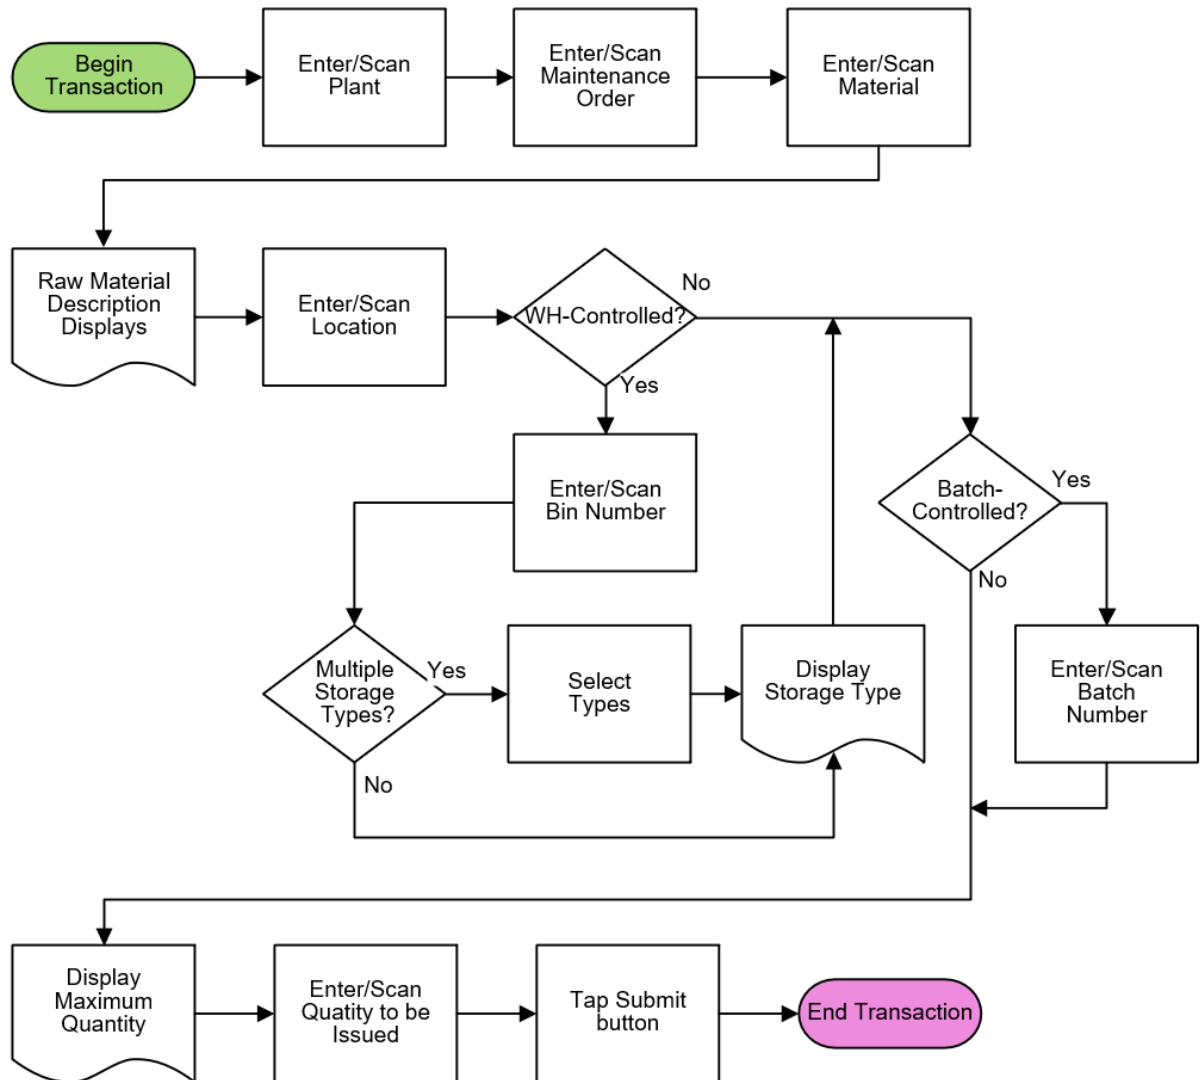 Begin
Transaction
Enter/Scan
Plant
Enter/Scan
Maintenance
Order
Enter/Scan
Material
Raw Material
Description
Displays
Enter/Scan
Location
WH-Controlled?
No
Yes
Enter/Scan
Bin Number
Batch-
Controlled?
Yes
No
Multiple
Storage
Types?
Yes
No
Select
Types
Display
Storage Type
Enter/Scan
Batch
Number
Display
Maximum
Quantity
Enter/Scan
Quatity to be
Issued
Tap Submit
button
End Transaction